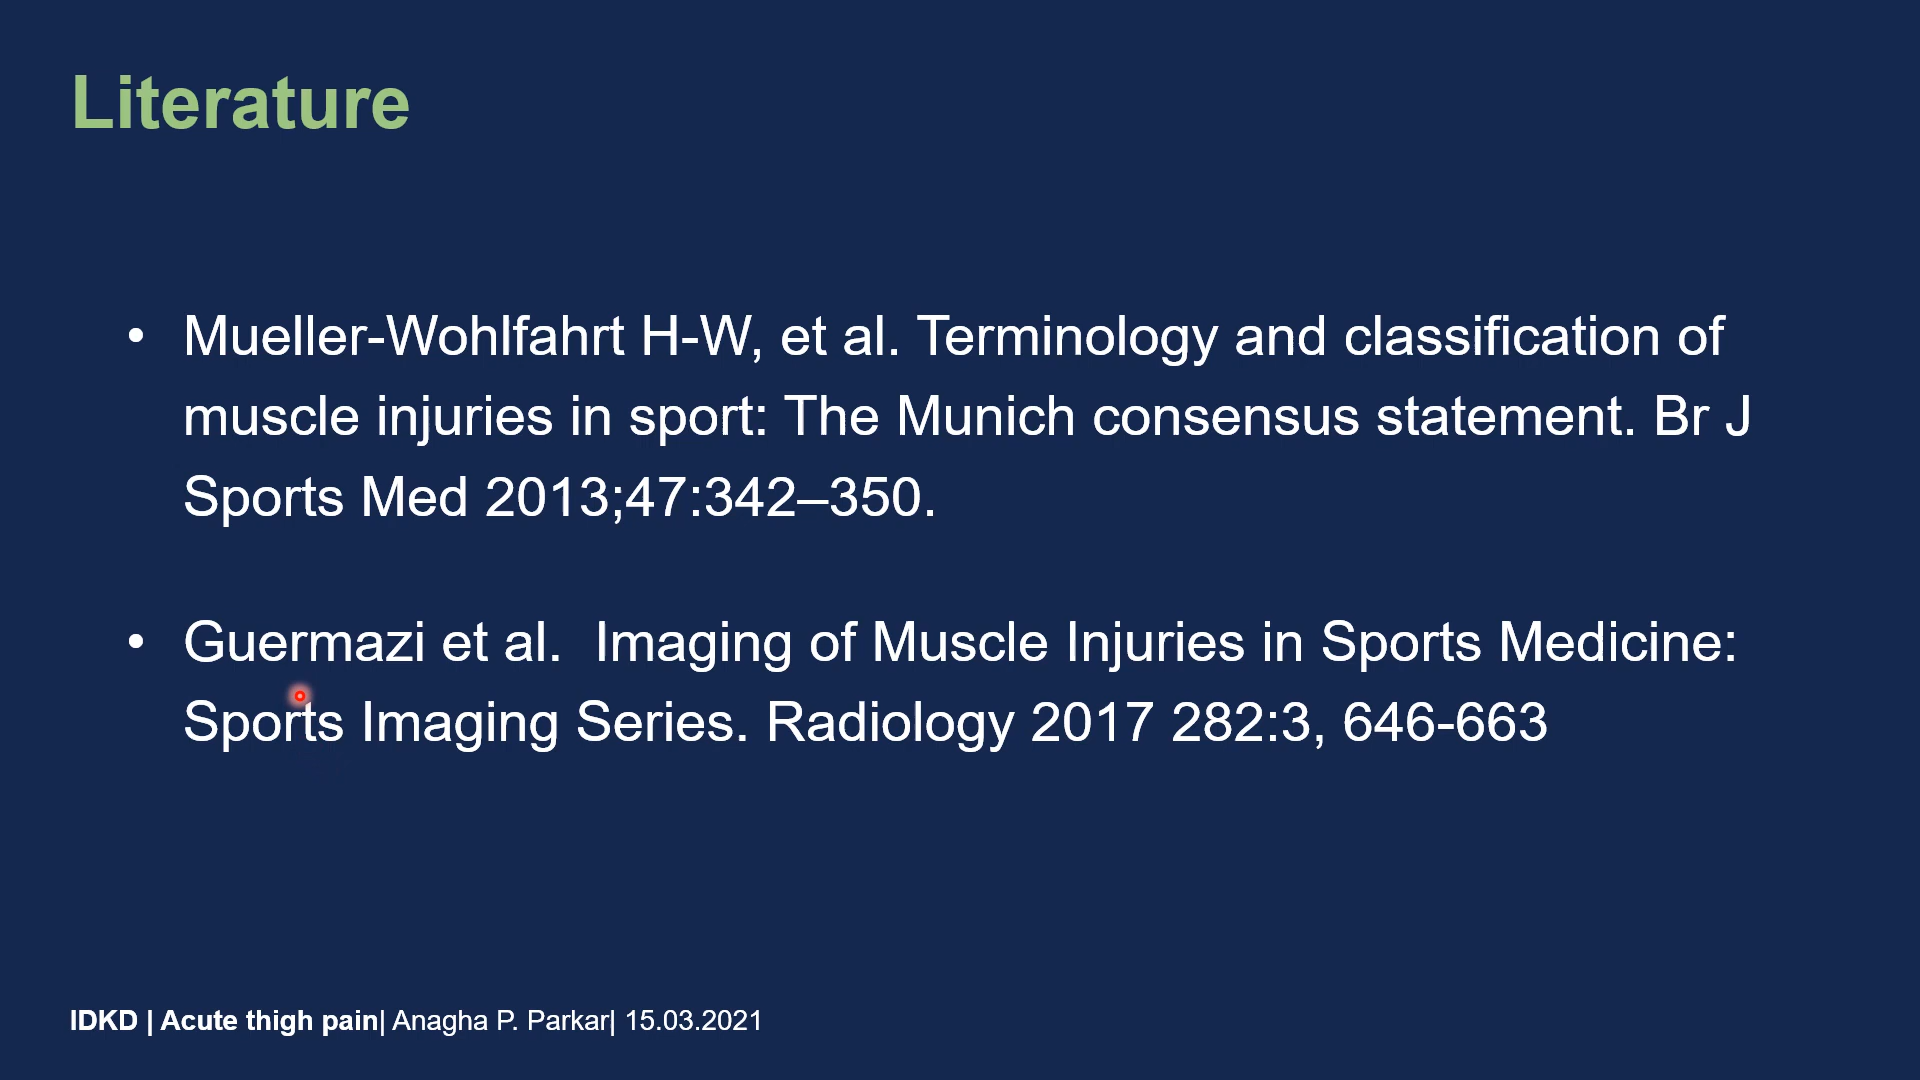 Literature
• Mueller-Wohlfahrt H-W, et al. Terminology and classification of
muscle injuries in sport: The Munich consensus statement. Br J
Sports Med 2013;47:342–350.
• Guermazi et al.  Imaging of Muscle Injuries in Sports Medicine:
Sports Imaging Series. Radiology 2017 282:3, 646-663
IDKD | Acute thigh pain| Anagha P. Parkar| 15.03.2021